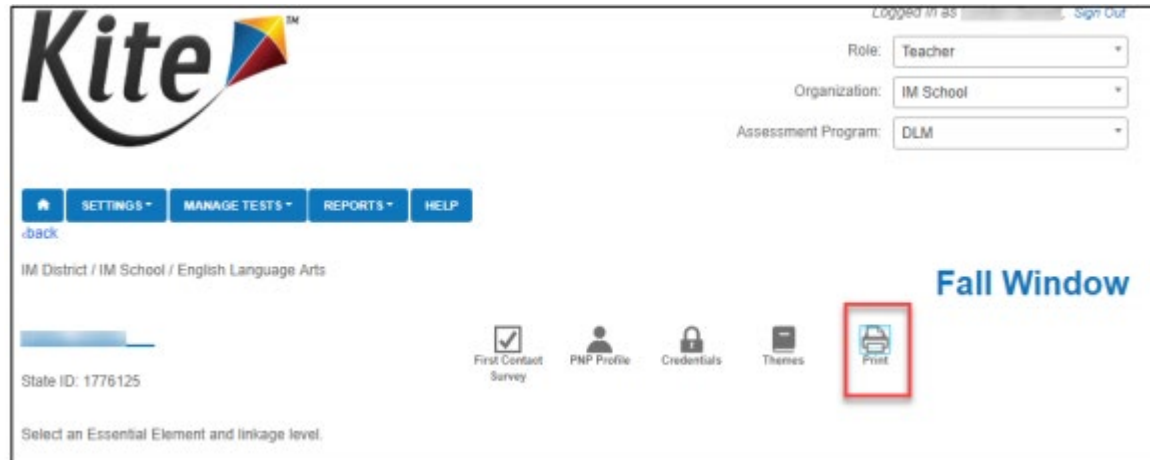 Logged in as Sign Out
Kite™
Role: Teacher
Organization: IM School
Assessment Program: DLM
SETTINGS MANAGE TESTS REPORTS HELP
‹back
IM District / IM School / English Language Arts
Fall Window
First Contact Survey
PNP Profile
Credentials
Themes
Print
State ID: 1776125
Select an Essential Element and linkage level.